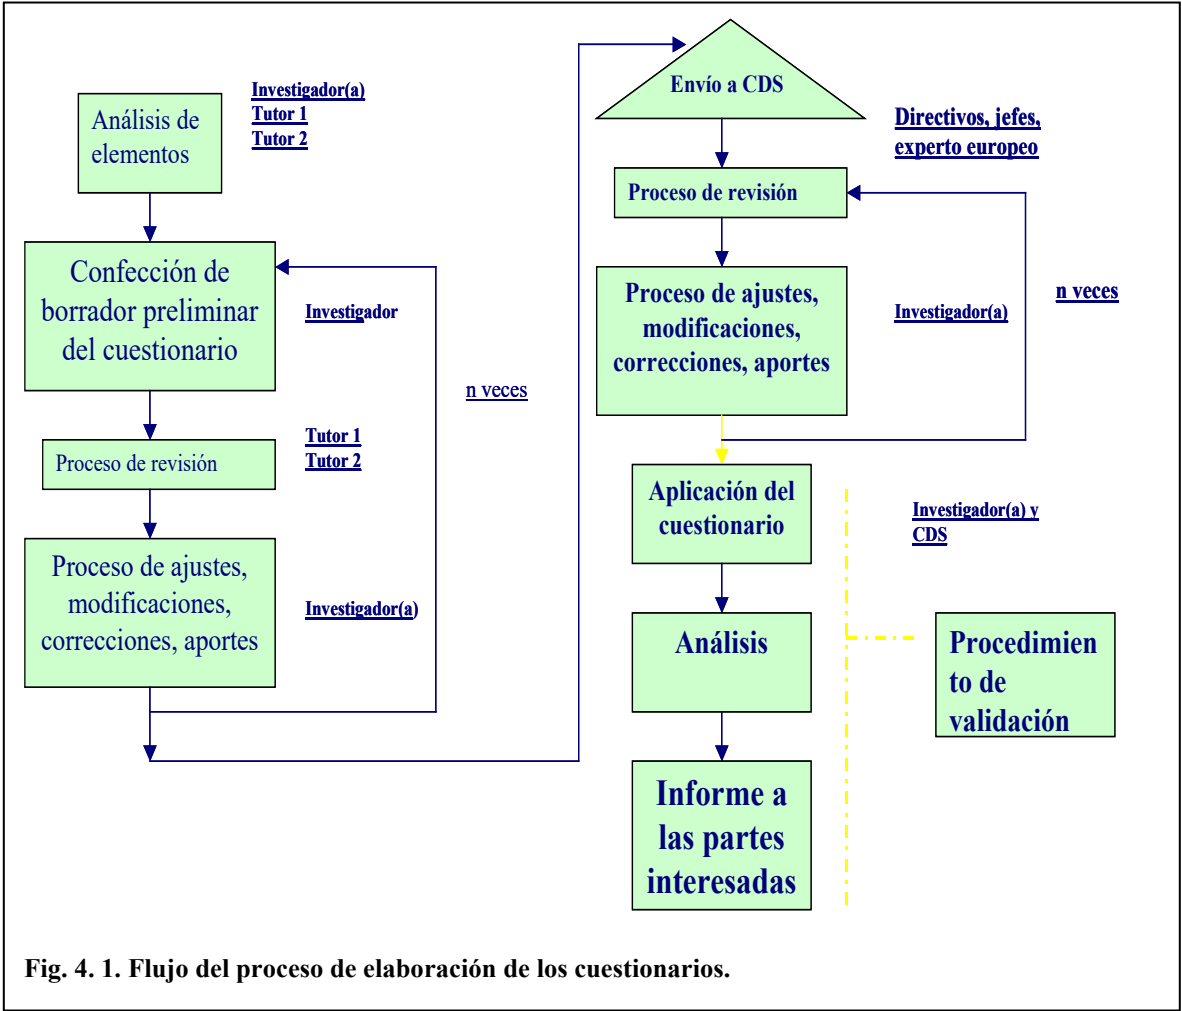 Análisis de
elementos
Investigador(a)
Tutor 1
Tutor 2
Confección de
borrador preliminar
del cuestionario
Investigador
n veces
Proceso de revisión
Tutor 1
Tutor 2
Proceso de ajustes,
modificaciones,
correcciones, aportes
Investigador(a)
Envío a CDS
Directivos, jefes,
experto europeo
Proceso de revisión
Proceso de ajustes,
modificaciones,
correcciones, aportes
Investigador(a)
n veces
Aplicación del
cuestionario
Investigador(a) y
CDS
Análisis
Procedimien
to de
validación
Informe a
las partes
interesadas
Fig. 4. 1. Flujo del proceso de elaboración de los cuestionarios.